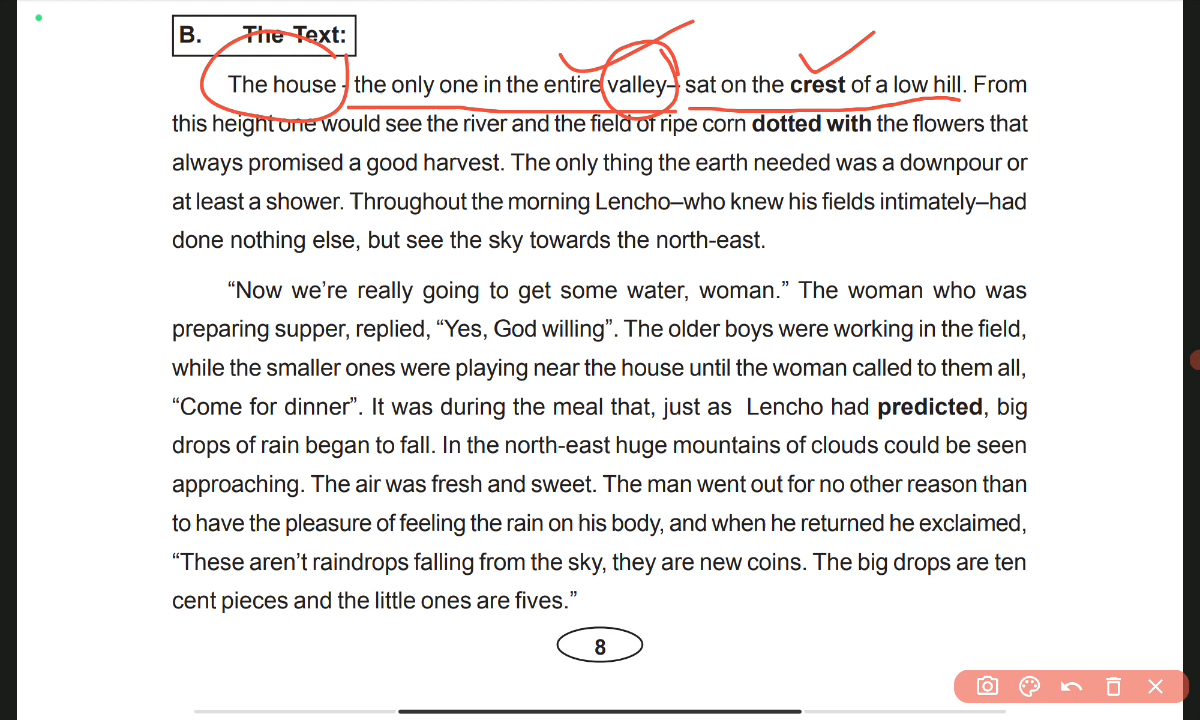 B. The Text:
The house - the only one in the entire valley- sat on the crest of a low hill. From
this height one would see the river and the field of ripe corn dotted with the flowers that
always promised a good harvest. The only thing the earth needed was a downpour or
at least a shower. Throughout the morning Lencho–who knew his fields intimately–had
done nothing else, but see the sky towards the north-east.
“Now we’re really going to get some water, woman.” The woman who was
preparing supper, replied, “Yes, God willing”. The older boys were working in the field,
while the smaller ones were playing near the house until the woman called to them all,
“Come for dinner”. It was during the meal that, just as Lencho had predicted, big
drops of rain began to fall. In the north-east huge mountains of clouds could be seen
approaching. The air was fresh and sweet. The man went out for no other reason than
to have the pleasure of feeling the rain on his body, and when he returned he exclaimed,
“These aren’t raindrops falling from the sky, they are new coins. The big drops are ten
cent pieces and the little ones are fives.”
8